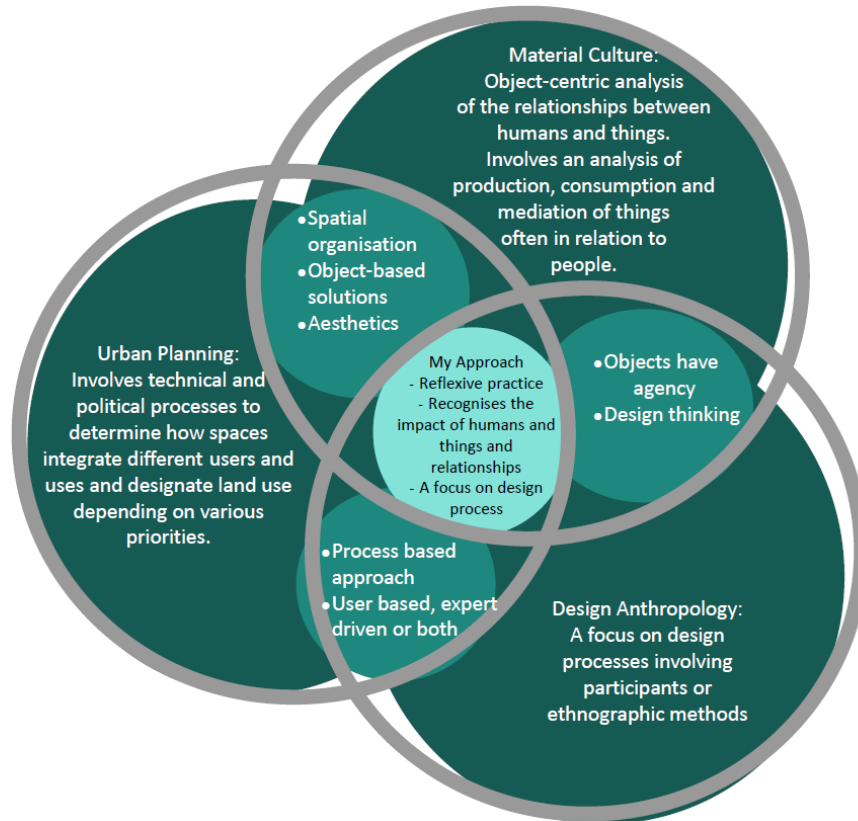 Material Culture:
Object-centric analysis
of the relationships between
humans and things.
Involves an analysis of
production, consumption and
mediation of things
often in relation to
people.
•Spatial
organisation
•Object-based
solutions
•Aesthetics
Urban Planning:
Involves technical and
political processes to
determine how spaces
integrate different users and
uses and designate land use
depending on various
priorities.
My Approach
- Reflexive practice
- Recognises the
impact of humans and
things and
relationships
- A focus on design
process
•Objects have
agency
•Design thinking
•Process based
approach
•User based, expert
driven or both
Design Anthropology:
A focus on design
processes involving
participants or
ethnographic methods